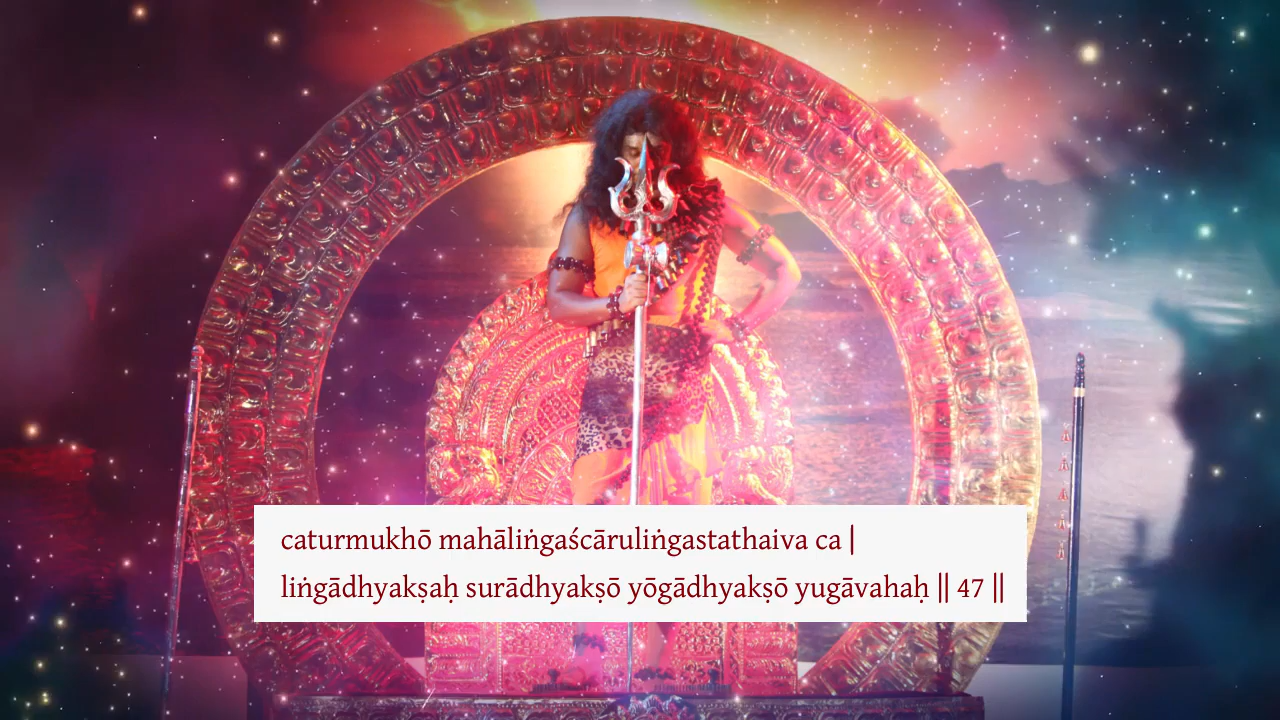 caturmukhō mahāliṅgaścāruliṅgastathaiva ca |
liṅgādhyakṣaḥ surādhyakṣō yōgādhyakṣō yugāvahaḥ || 47 ||